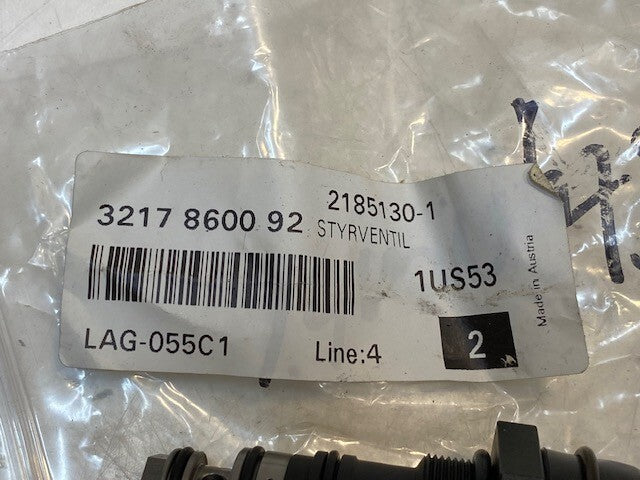 2185130-1
3217 8600 92 STYRVENTIL
1US53
LAG-055C1
Line:4
2
Made in Austria